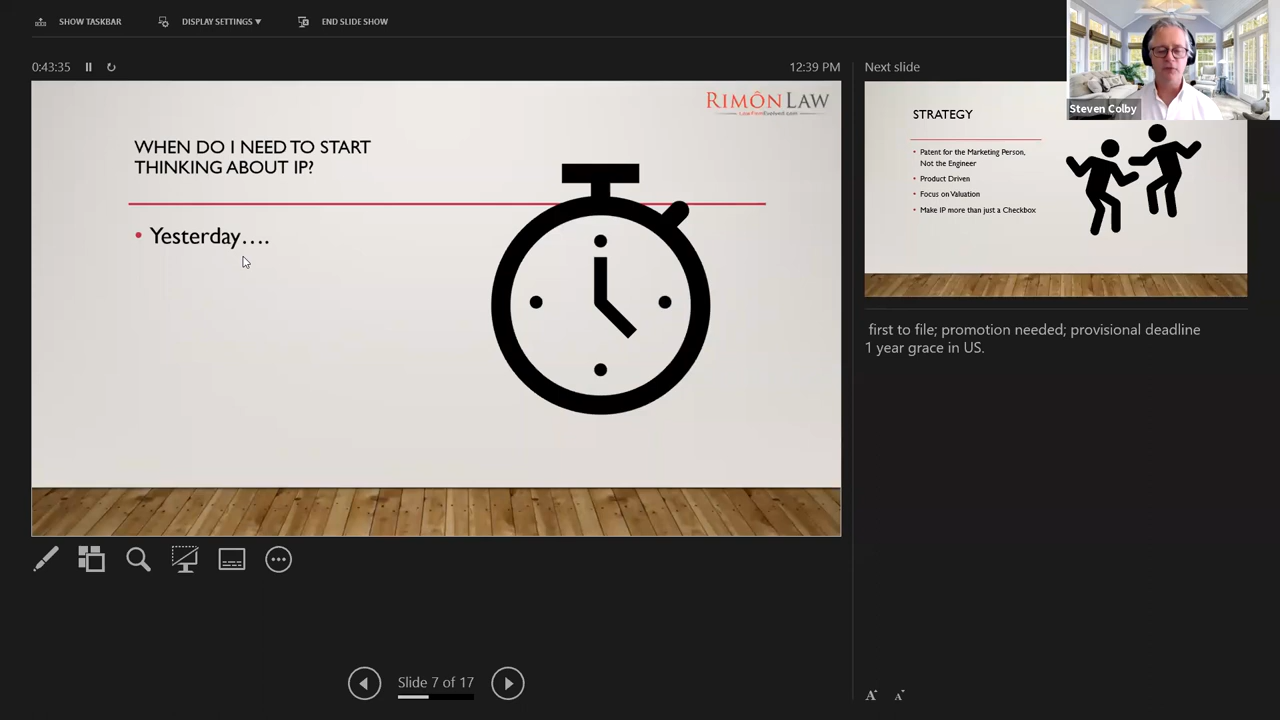 SHOW TASKBAR
DISPLAY SETTINGS ▼
END SLIDE SHOW
0:43:35
12:39 PM
Next slide
Steven Colby
RIMÔN LAW
LawFirmEvolved.com
WHEN DO I NEED TO START
THINKING ABOUT IP?
• Yesterday….
STRATEGY
• Patent for the Marketing Person,
Not the Engineer
• Product Driven
• Focus on Valuation
• Make IP more than just a Checkbox
first to file; promotion needed; provisional deadline
1 year grace in US.
Slide 7 of 17
A A